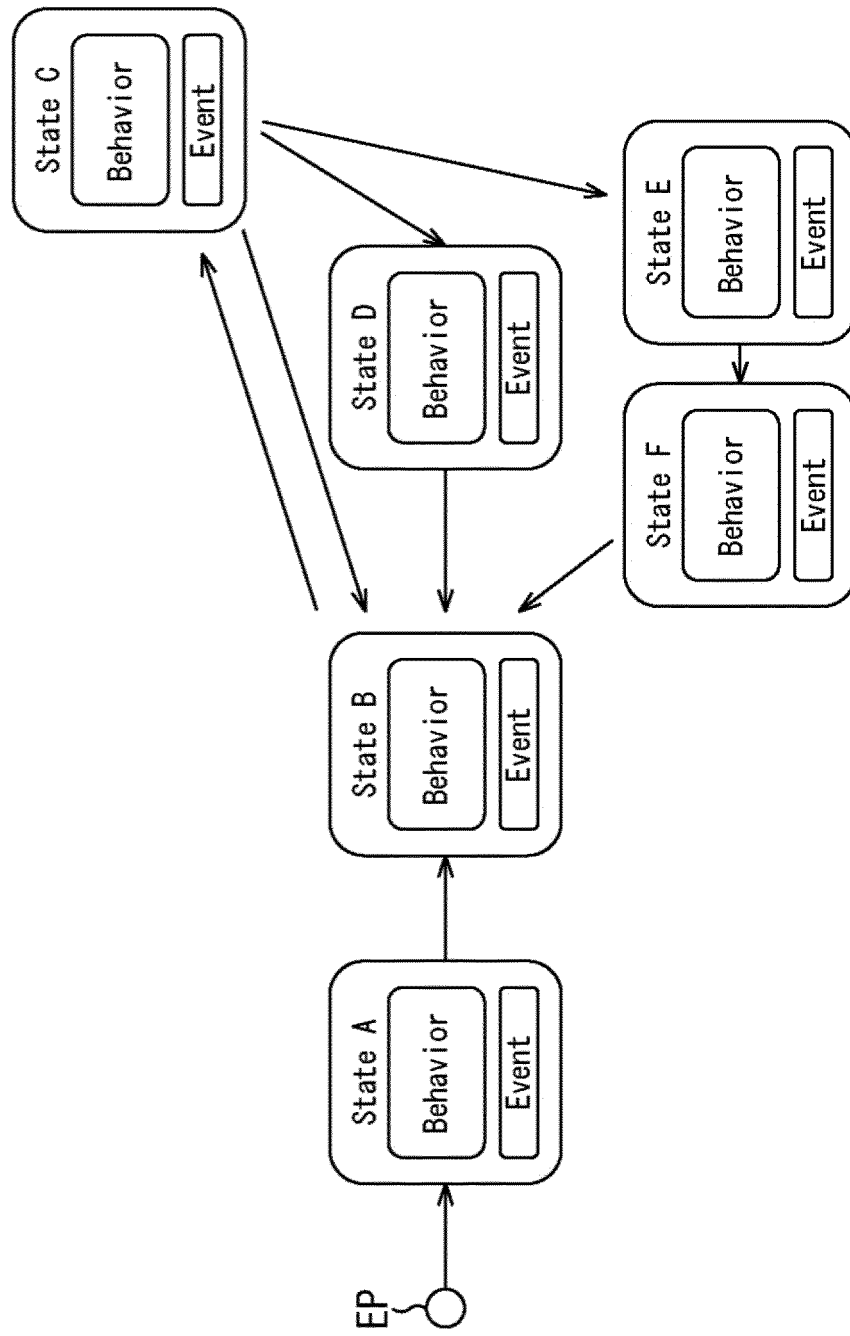 EP
State A
Behavior
Event
State B
Behavior
Event
State C
Behavior
Event
State D
Behavior
Event
State F
Behavior
Event
State E
Behavior
Event